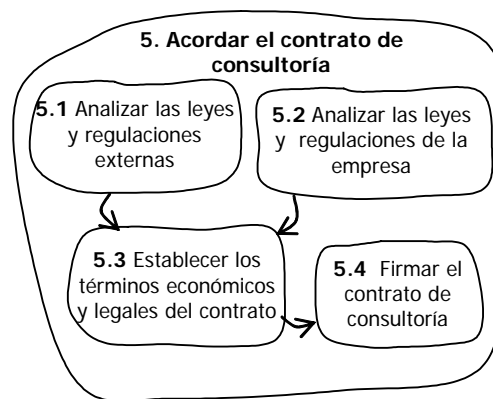 5. Acordar el contrato de
consultoría
5.1 Analizar las leyes
y regulaciones
externas
5.2 Analizar las leyes
y regulaciones de la
empresa
5.3 Establecer los
términos económicos
y legales del contrato
5.4 Firmar el
contrato de
consultoría